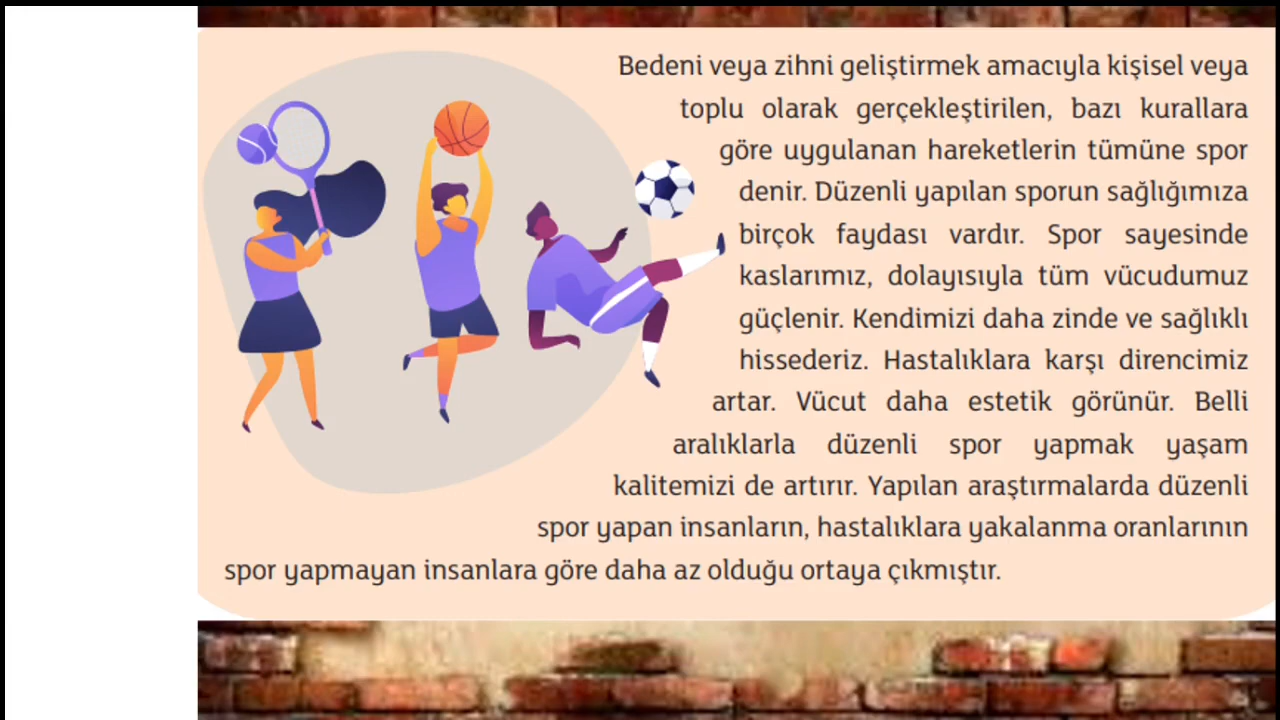 Bedeni veya zihni geliştirmek amacıyla kişisel veya
toplu olarak gerçekleştirilen, bazı kurallara
göre uygulanan hareketlerin tümüne spor
denir. Düzenli yapılan sporun sağlığımıza
birçok faydası vardır. Spor sayesinde
kaslarımız, dolayısıyla tüm vücudumuz
güçlenir. Kendimizi daha zinde ve sağlıklı
hissederiz. Hastalıklara karşı direncimiz
artar. Vücut daha estetik görünür. Belli
aralıklarla düzenli spor yapmak yaşam
kalitemizi de artırır. Yapılan araştırmalarda düzenli
spor yapan insanların, hastalıklara yakalanma oranlarının
spor yapmayan insanlara göre daha az olduğu ortaya çıkmıştır.